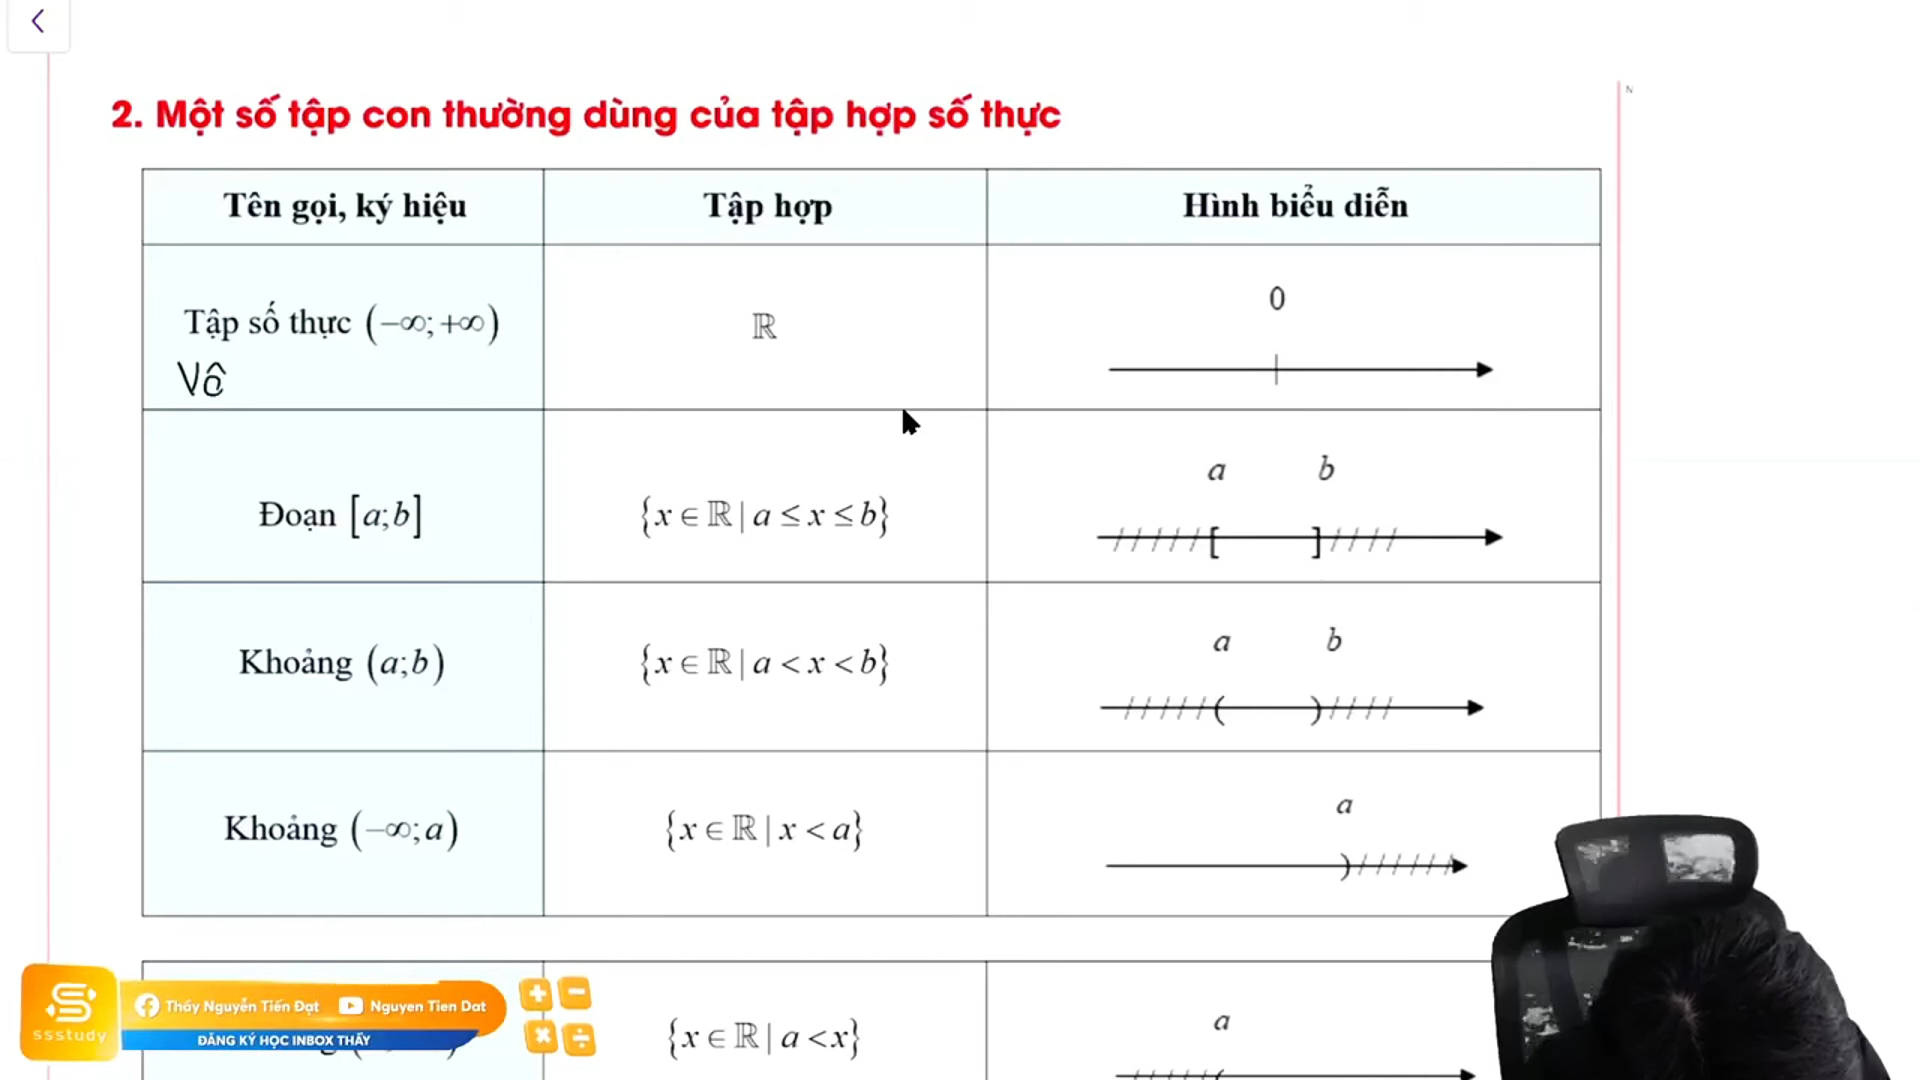 2. Một số tập con thường dùng của tập hợp số thực
Tên gọi, ký hiệu Tập hợp Hình biểu diễn
Tập số thực (−∞; +∞) ℝ 0
Vô
a b
Đoạn [a;b] {x ∈ ℝ | a ≤ x ≤ b}
[ ]
a b
Khoảng (a;b) {x ∈ ℝ | a < x < b}
( )
a
Khoảng (−∞; a) {x ∈ ℝ | x < a}
)
{x ∈ ℝ | a < x} a
ssstudy
Thầy Nguyễn Tiến Đạt Nguyen Tien Dat
ĐĂNG KÝ HỌC INBOX THẦY
+ −
× ÷